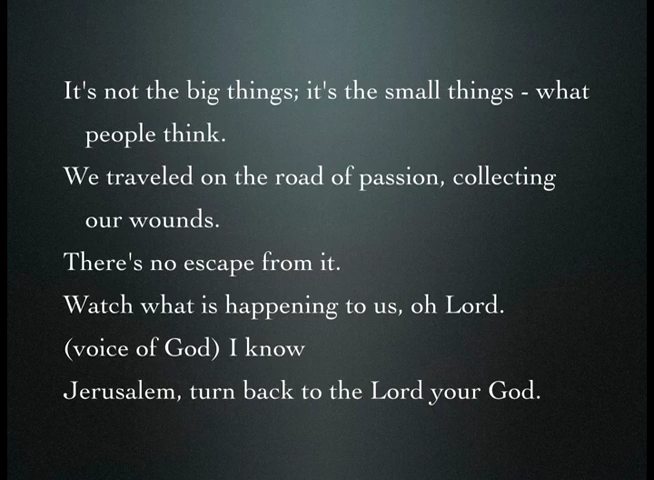 It's not the big things; it's the small things - what
people think.
We traveled on the road of passion, collecting
our wounds.
There's no escape from it.
Watch what is happening to us, oh Lord.
(voice of God) I know
Jerusalem, turn back to the Lord your God.